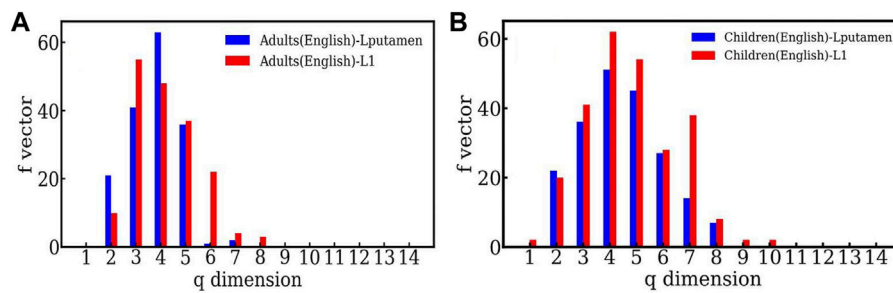 A
60
40
20
0
f vector
Adults(English)-Lputamen
Adults(English)-L1
1 2 3 4 5 6 7 8 9 10 11 12 13 14
q dimension
B
60
40
20
0
f vector
Children(English)-Lputamen
Children(English)-L1
1 2 3 4 5 6 7 8 9 10 11 12 13 14
q dimension